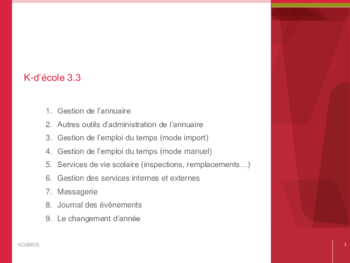 K-d'école 3.3
1. Gestion de l'annuaire
2. Autres outils d'administration de l'annuaire
3. Gestion de l'emploi du temps (mode import)
4. Gestion de l'emploi du temps (mode manuel)
5. Services de vie scolaire (inspections, remplacements…)
6. Gestion des services internes et externes
7. Messagerie
8. Journal des événements
9. Le changement d'année
KOSMOS
1